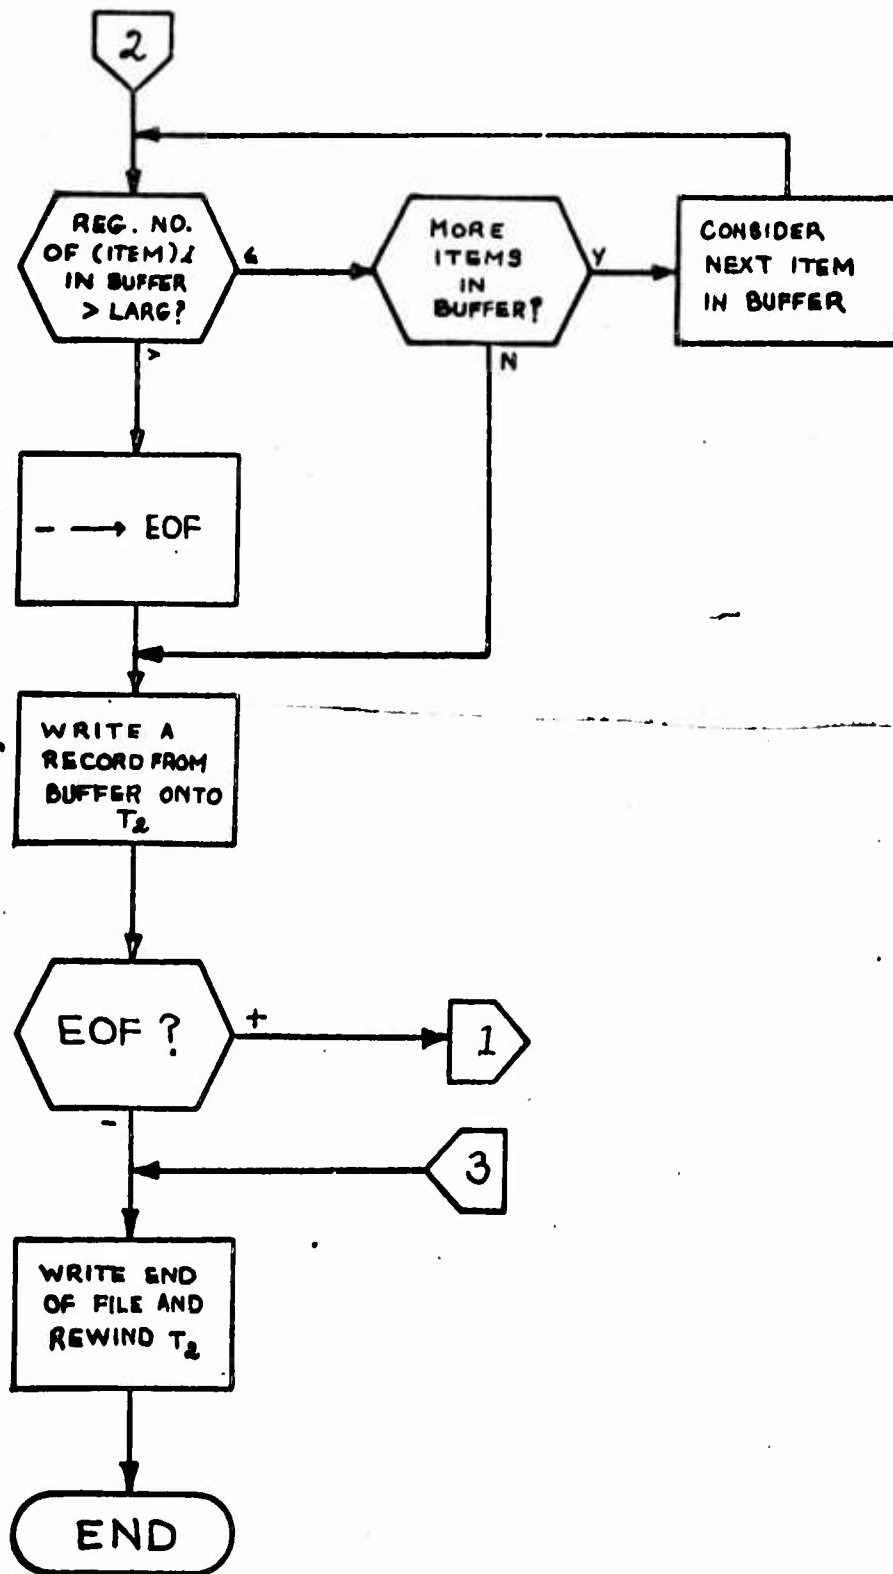 2
REG. NO.
OF (ITEM)i
IN BUFFER
> LARG?
≤
>
MORE
ITEMS
IN
BUFFER?
Y
N
CONSIDER
NEXT ITEM
IN BUFFER
- → EOF
WRITE A
RECORD FROM
BUFFER ONTO
T2
EOF ?
+
1
-
3
WRITE END
OF FILE AND
REWIND T2
END